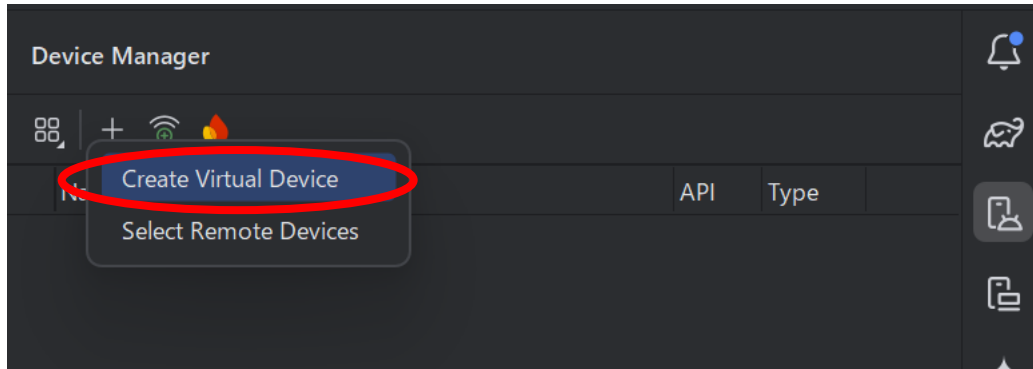 Device Manager
Create Virtual Device
API Type
Select Remote Devices